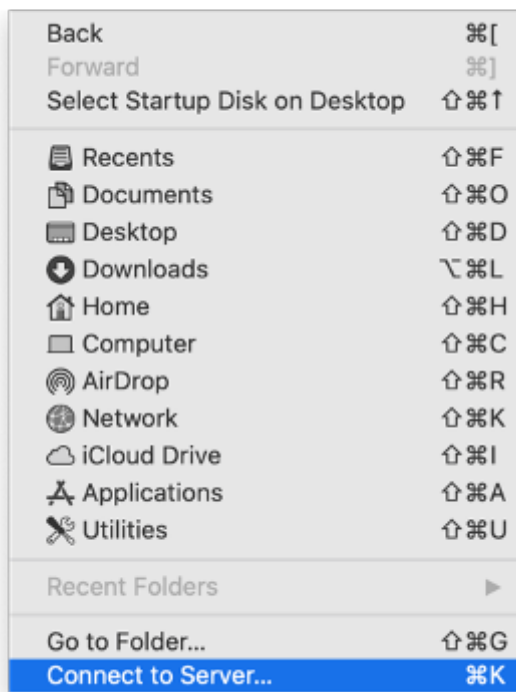 Back ⌘[
Forward ⌘]
Select Startup Disk on Desktop ⇧⌘↑
Recents ⇧⌘F
Documents ⇧⌘O
Desktop ⇧⌘D
Downloads ⌥⌘L
Home ⇧⌘H
Computer ⇧⌘C
AirDrop ⇧⌘R
Network ⇧⌘K
iCloud Drive ⇧⌘I
Applications ⇧⌘A
Utilities ⇧⌘U
Recent Folders ▶
Go to Folder... ⇧⌘G
Connect to Server... ⌘K